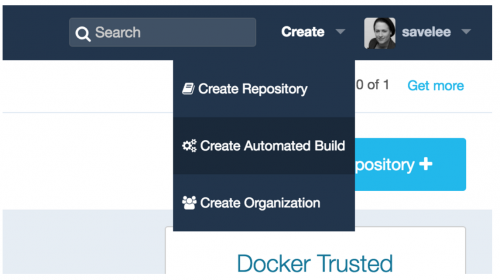 Search
Create
savelee
Create Repository
0 of 1
Get more
Create Automated Build
pository +
Create Organization
Docker Trusted